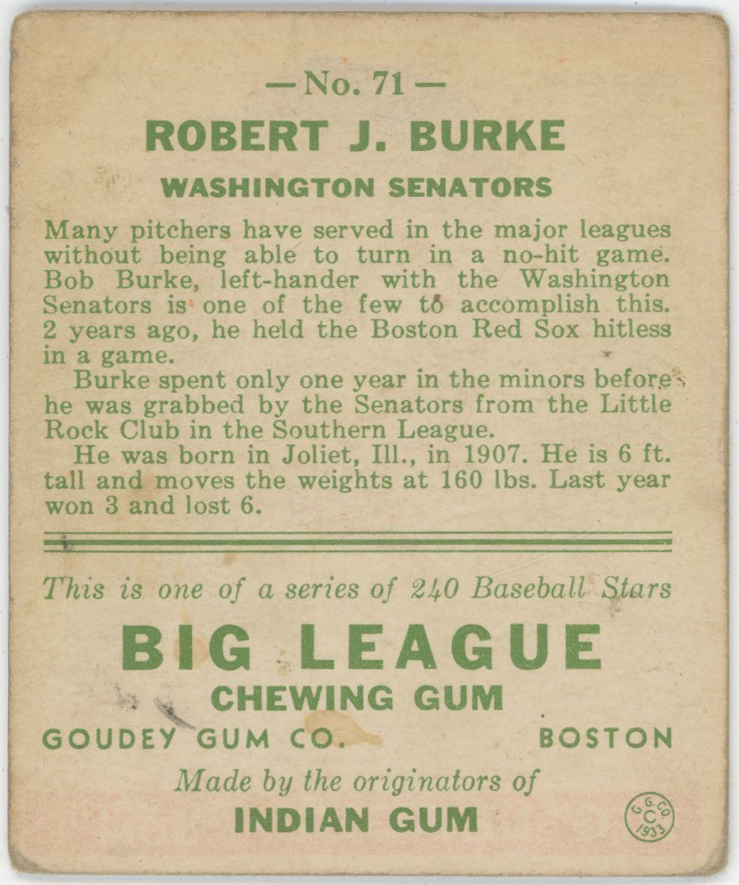 — No. 71 —
ROBERT J. BURKE
WASHINGTON SENATORS
Many pitchers have served in the major leagues
without being able to turn in a no-hit game.
Bob Burke, left-hander with the Washington
Senators is one of the few to accomplish this.
2 years ago, he held the Boston Red Sox hitless
in a game.
Burke spent only one year in the minors before
he was grabbed by the Senators from the Little
Rock Club in the Southern League.
He was born in Joliet, Ill., in 1907. He is 6 ft.
tall and moves the weights at 160 lbs. Last year
won 3 and lost 6.
This is one of a series of 240 Baseball Stars
BIG LEAGUE
CHEWING GUM
GOUDEY GUM CO. BOSTON
Made by the originators of
INDIAN GUM
G. G. CO.
C
1933